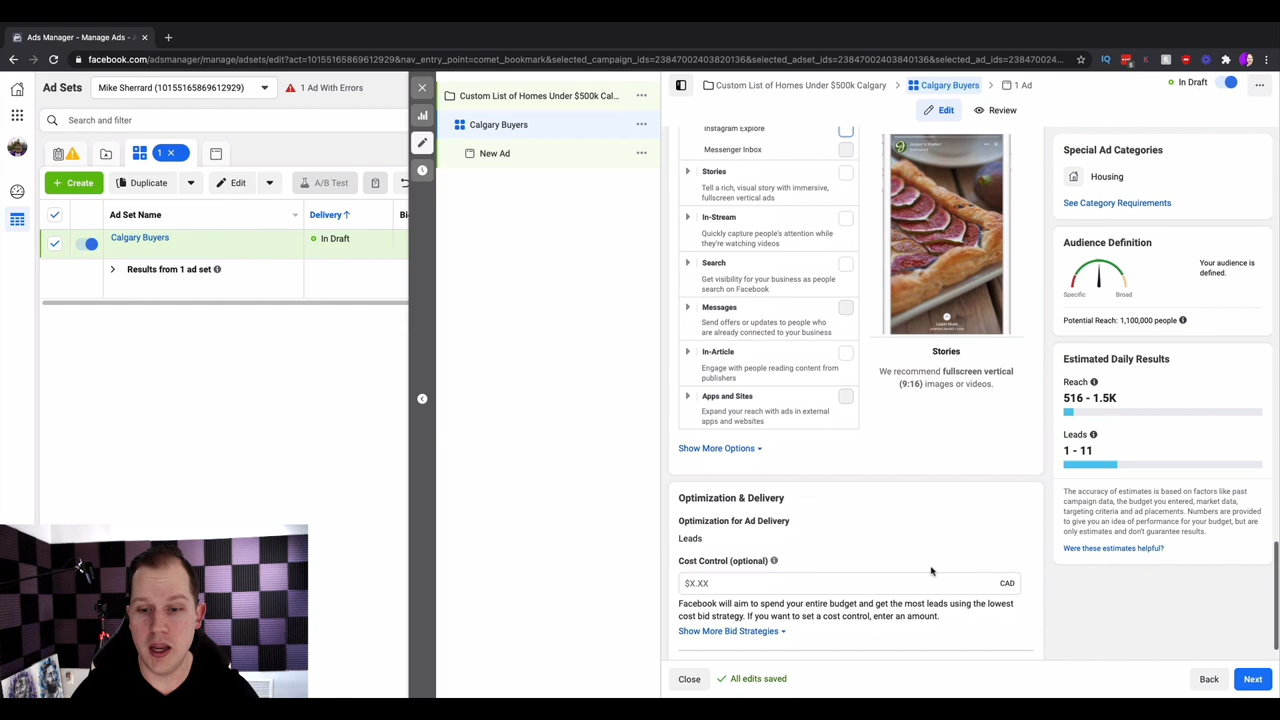 Ads Manager - Manage Ads - A
facebook.com/adsmanager/manage/adsets/edit?act=10155165869612929&nav_entry_point=comet_bookmark&selected_campaign_ids=23847002403820136&selected_adset_ids=23847002403840136&selected_ad_ids=238470024...
Ad Sets
Mike Sherrard (10155165869612929)
1 Ad With Errors
Search and filter
1
Create
Duplicate
Edit
A/B Test
Ad Set Name
Delivery
Calgary Buyers
In Draft
Results from 1 ad set
Custom List of Homes Under $500k Cal...
Calgary Buyers
New Ad
Custom List of Homes Under $500k Calgary
Calgary Buyers
1 Ad
In Draft
Edit
Review
Instagram Explore
Messenger Inbox
Stories
Tell a rich, visual story with immersive,
fullscreen vertical ads
In-Stream
Quickly capture people's attention while
they're watching videos
Search
Get visibility for your business as people
search on Facebook
Messages
Send offers or updates to people who
are already connected to your business
In-Article
Engage with people reading content from
publishers
Apps and Sites
Expand your reach with ads in external
apps and websites
Show More Options
Learn More
Stories
We recommend fullscreen vertical
(9:16) images or videos.
Optimization & Delivery
Optimization for Ad Delivery
Leads
Cost Control (optional)
$X.XX
CAD
Facebook will aim to spend your entire budget and get the most leads using the lowest
cost bid strategy. If you want to set a cost control, enter an amount.
Show More Bid Strategies
Close
All edits saved
Back
Next
Special Ad Categories
Housing
See Category Requirements
Audience Definition
Your audience is
defined.
Specific
Broad
Potential Reach: 1,100,000 people
Estimated Daily Results
Reach
516 - 1.5K
Leads
1 - 11
The accuracy of estimates is based on factors like past
campaign data, the budget you entered, market data,
targeting criteria and ad placements. Numbers are provided
to give you an idea of performance for your budget, but are
only estimates and don't guarantee results.
Were these estimates helpful?